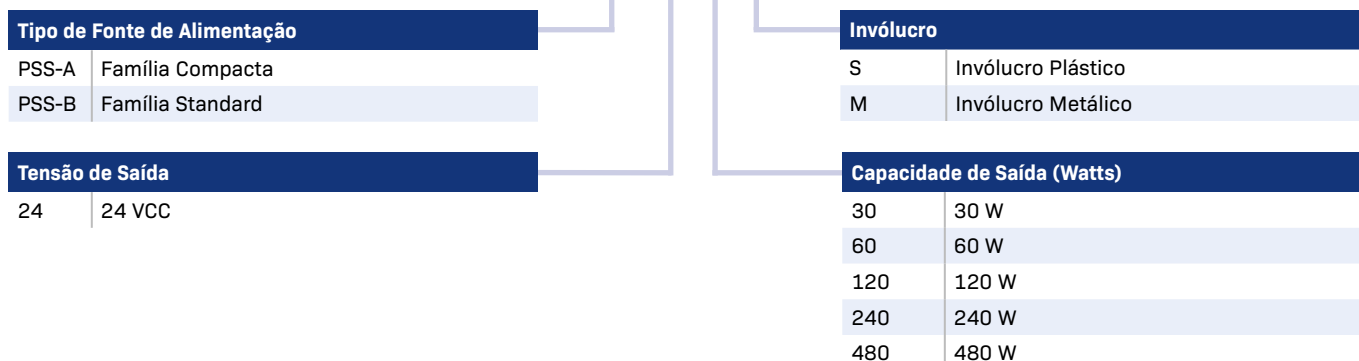 Tipo de Fonte de Alimentação
PSS-A Família Compacta
PSS-B Família Standard
Tensão de Saída
24 24 VCC
Invólucro
S Invólucro Plástico
M Invólucro Metálico
Capacidade de Saída (Watts)
30 30 W
60 60 W
120 120 W
240 240 W
480 480 W